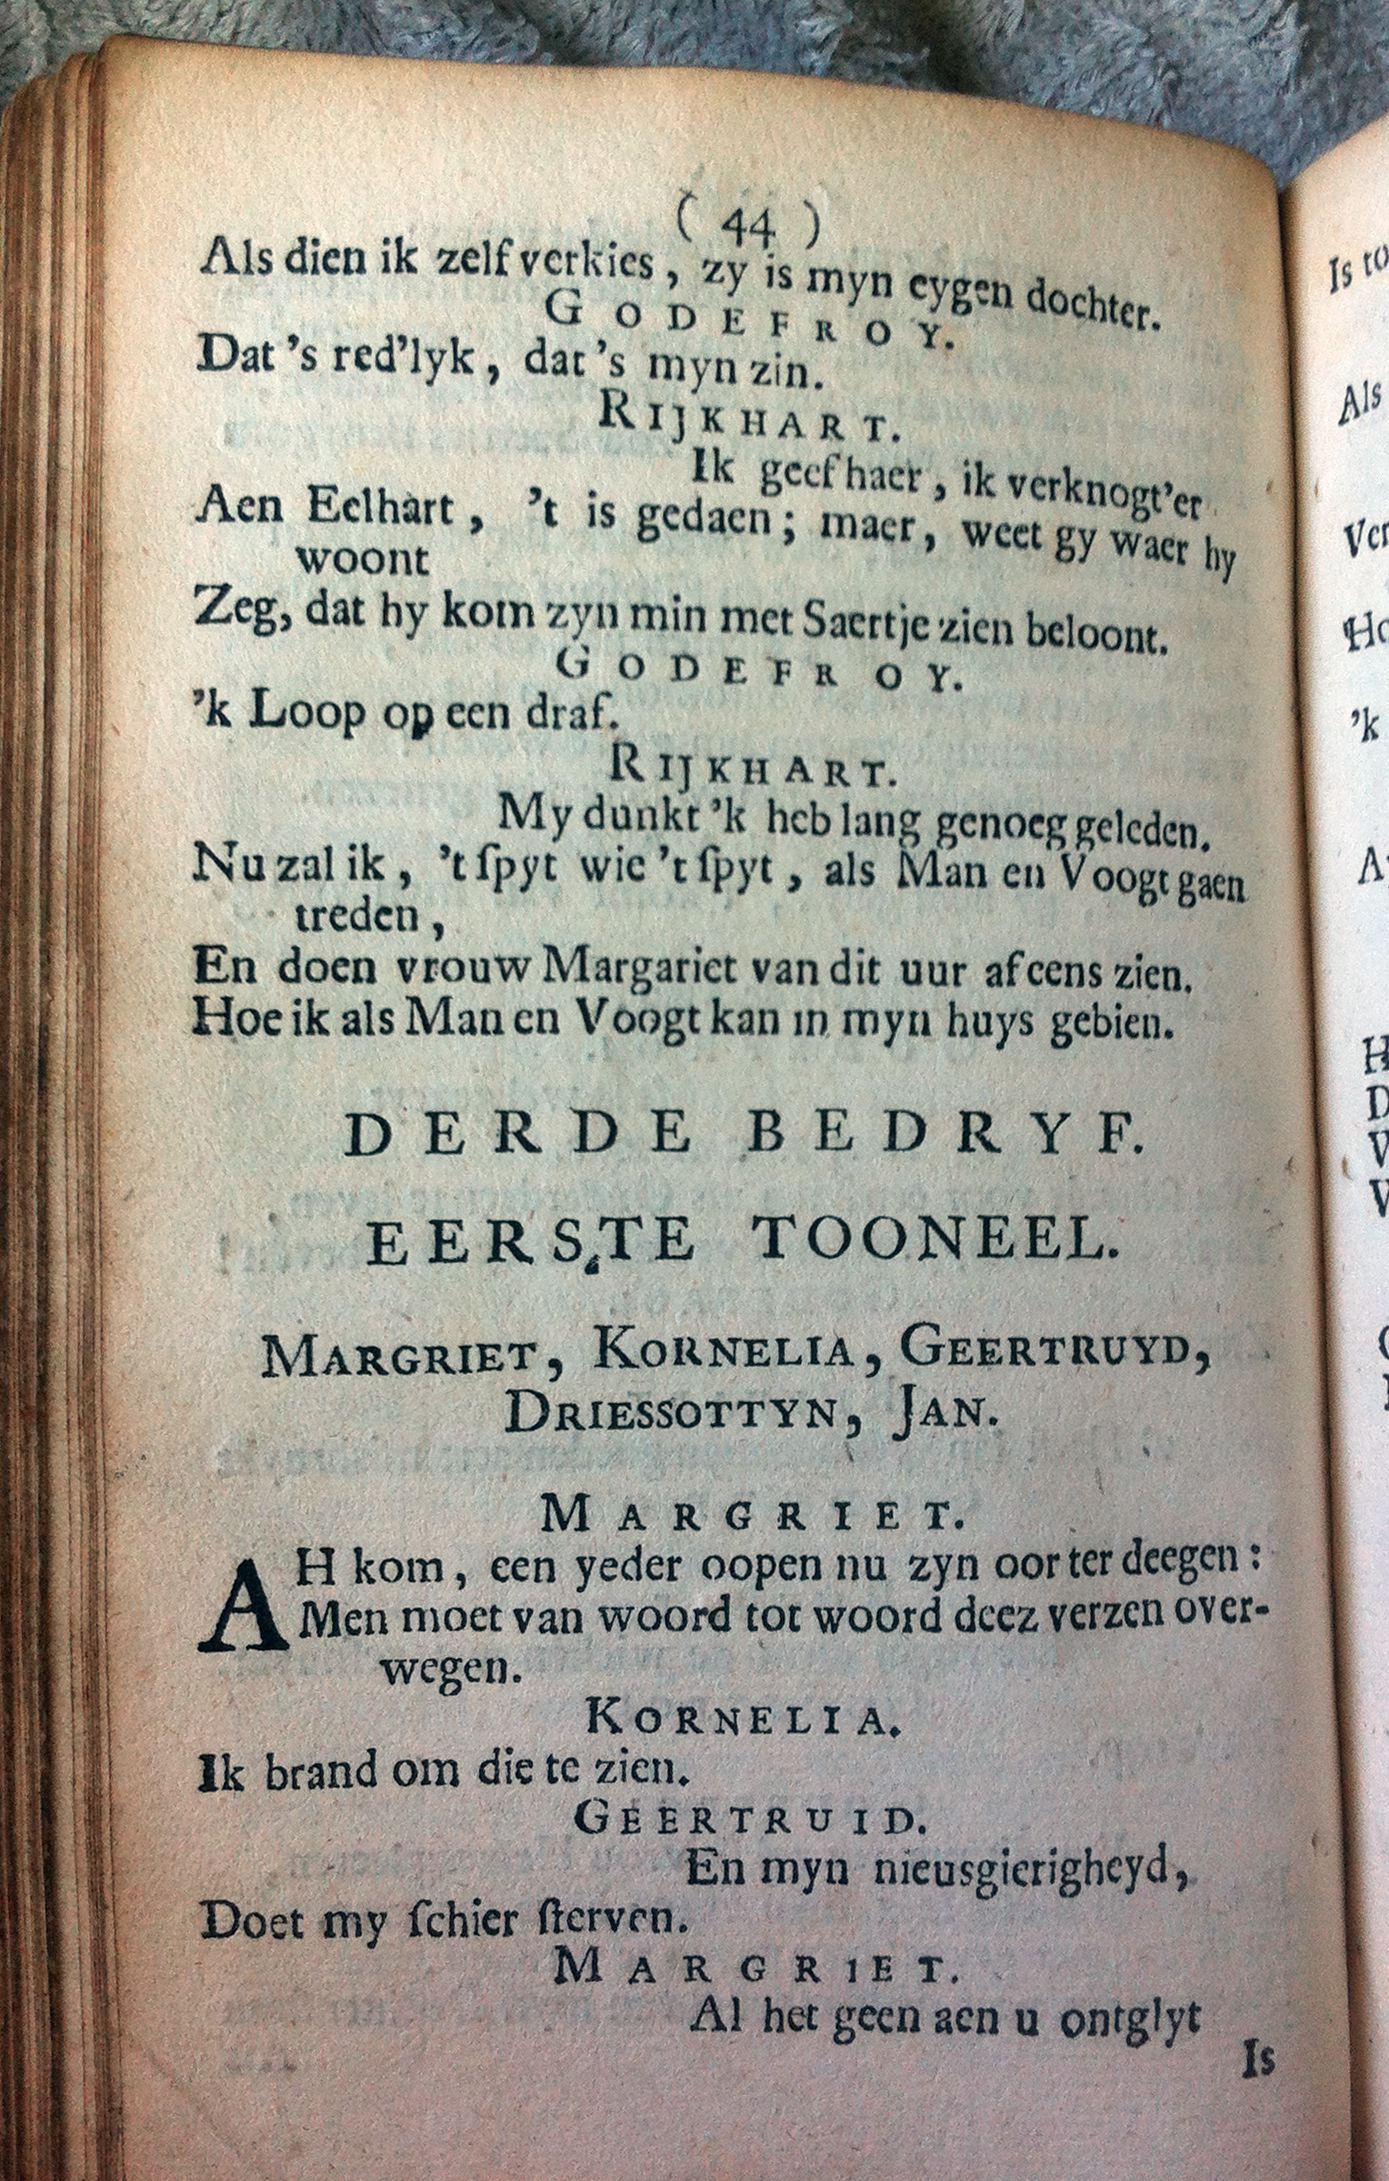 ( 44 )
Als dien ik zelf verkies, zy is myn eygen dochter.
GODEFROY.
Dat 's red'lyk, dat 's myn zin.
RIJKHART.
Ik geef haer, ik verknogt'er
Aen Eelhart, 't is gedaen; maer, weet gy waer hy
woont
Zeg, dat hy kom zyn min met Saertje zien beloont.
GODEFROY.
'k Loop op een draf.
RIJKHART.
My dunkt 'k heb lang genoeg geleden.
Nu zal ik, 't ſpyt wie 't ſpyt, als Man en Voogt gaen
treden,
En doen vrouw Margariet van dit uur af eens zien.
Hoe ik als Man en Voogt kan in myn huys gebien.
DERDE BEDRYF.
EERSTE TOONEEL.
MARGRIET, KORNELIA, GEERTRUYD,
DRIESSOTTYN, JAN.
MARGRIET.
AH kom, een yeder oopen nu zyn oor ter deegen:
Men moet van woord tot woord deez verzen over-
wegen.
KORNELIA.
Ik brand om die te zien.
GEERTRUID.
En myn nieusgierigheyd,
Doet my ſchier ſterven.
MARGRIET.
Al het geen aen u ontglyt
Is
Is
Als
'k